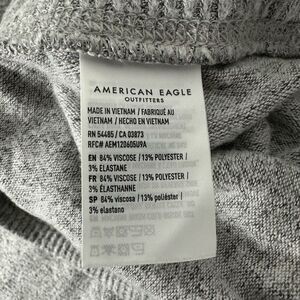 AMERICAN EAGLE
OUTFITTERS
MADE IN VIETNAM / FABRIQUÉ AU
VIETNAM / HECHO EN VIETNAM
RN 54485 / CA 03873
RFC# AEM120605U9A
EN 84% VISCOSE / 13% POLYESTER /
3% ELASTANE
FR 84% VISCOSE / 13% POLYESTER /
3% ÉLASTHANNE
SP 84% viscosa / 13% poliéster /
3% elastano